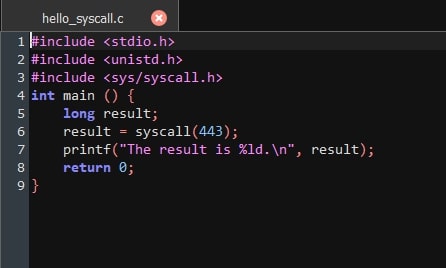 hello_syscall.c
1 #include <stdio.h>
2 #include <unistd.h>
3 #include <sys/syscall.h>
4 int main () {
5     long result;
6     result = syscall(443);
7     printf("The result is %ld.\n", result);
8     return 0;
9 }